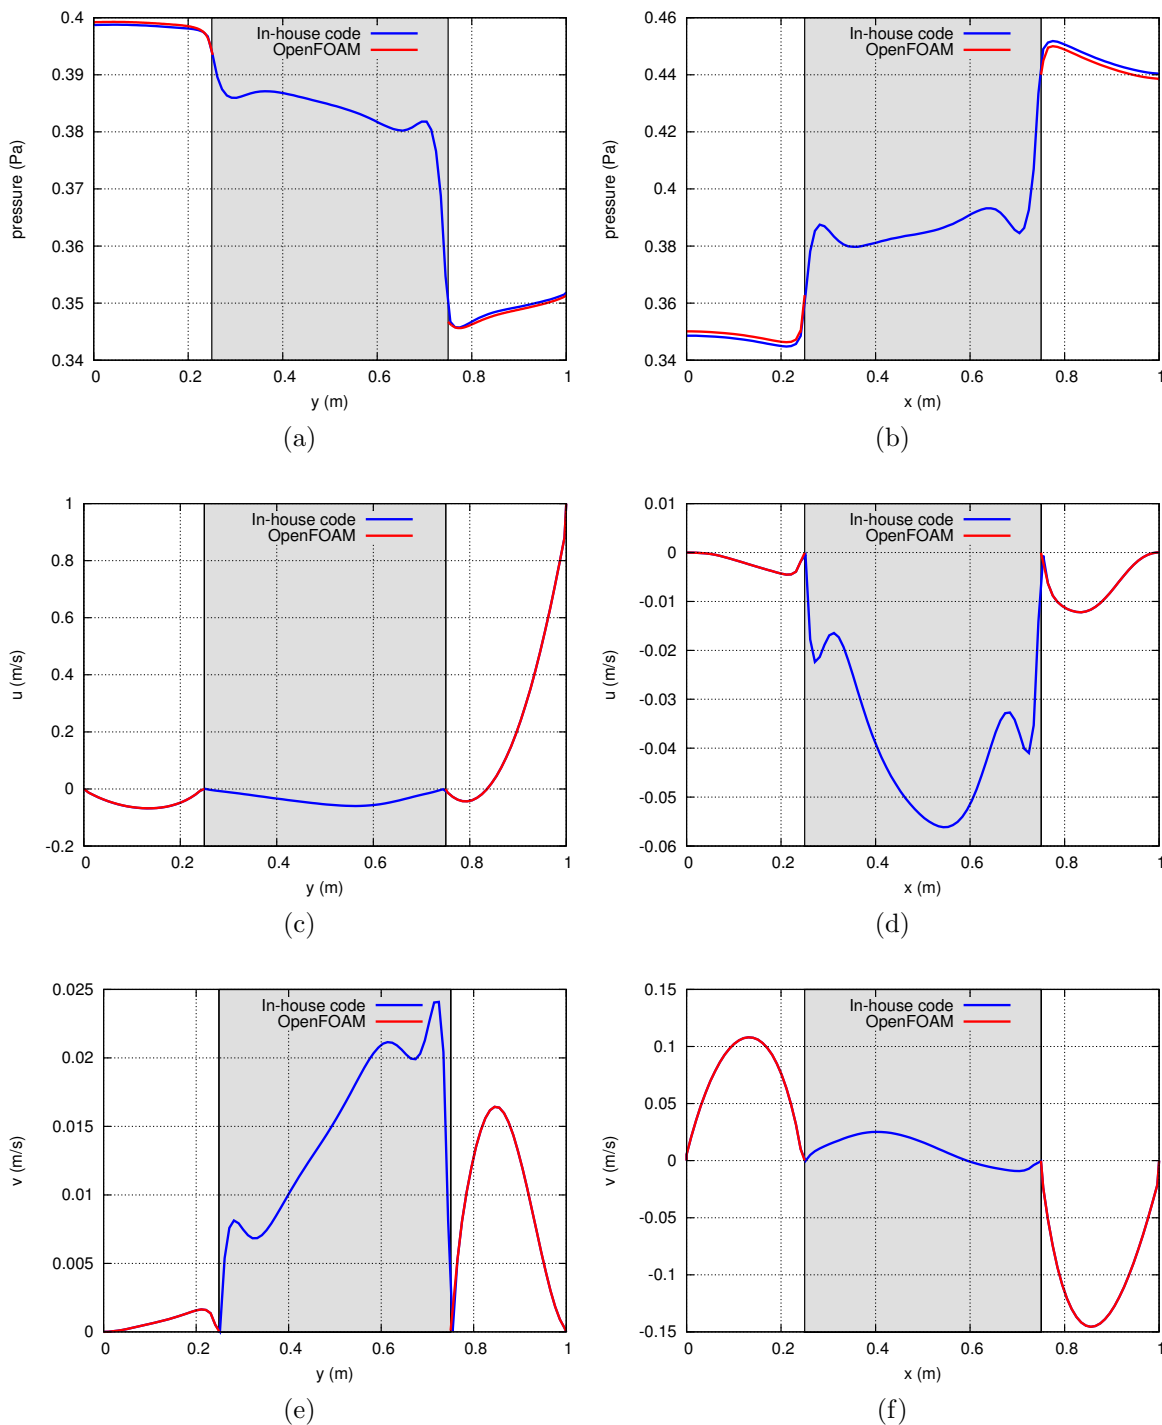 0.4
0.39
0.38
0.37
0.36
0.35
0.34
pressure (Pa)
In-house code
OpenFOAM
0 0.2 0.4 0.6 0.8 1
y (m)
(a)
0.46
0.44
0.42
0.4
0.38
0.36
0.34
pressure (Pa)
In-house code
OpenFOAM
0 0.2 0.4 0.6 0.8 1
x (m)
(b)
1
0.8
0.6
0.4
0.2
0
-0.2
u (m/s)
In-house code
OpenFOAM
0 0.2 0.4 0.6 0.8 1
y (m)
(c)
0.01
0
-0.01
-0.02
-0.03
-0.04
-0.05
-0.06
u (m/s)
In-house code
OpenFOAM
0 0.2 0.4 0.6 0.8 1
x (m)
(d)
0.025
0.02
0.015
0.01
0.005
0
v (m/s)
In-house code
OpenFOAM
0 0.2 0.4 0.6 0.8 1
y (m)
(e)
0.15
0.1
0.05
0
-0.05
-0.1
-0.15
v (m/s)
In-house code
OpenFOAM
0 0.2 0.4 0.6 0.8 1
x (m)
(f)